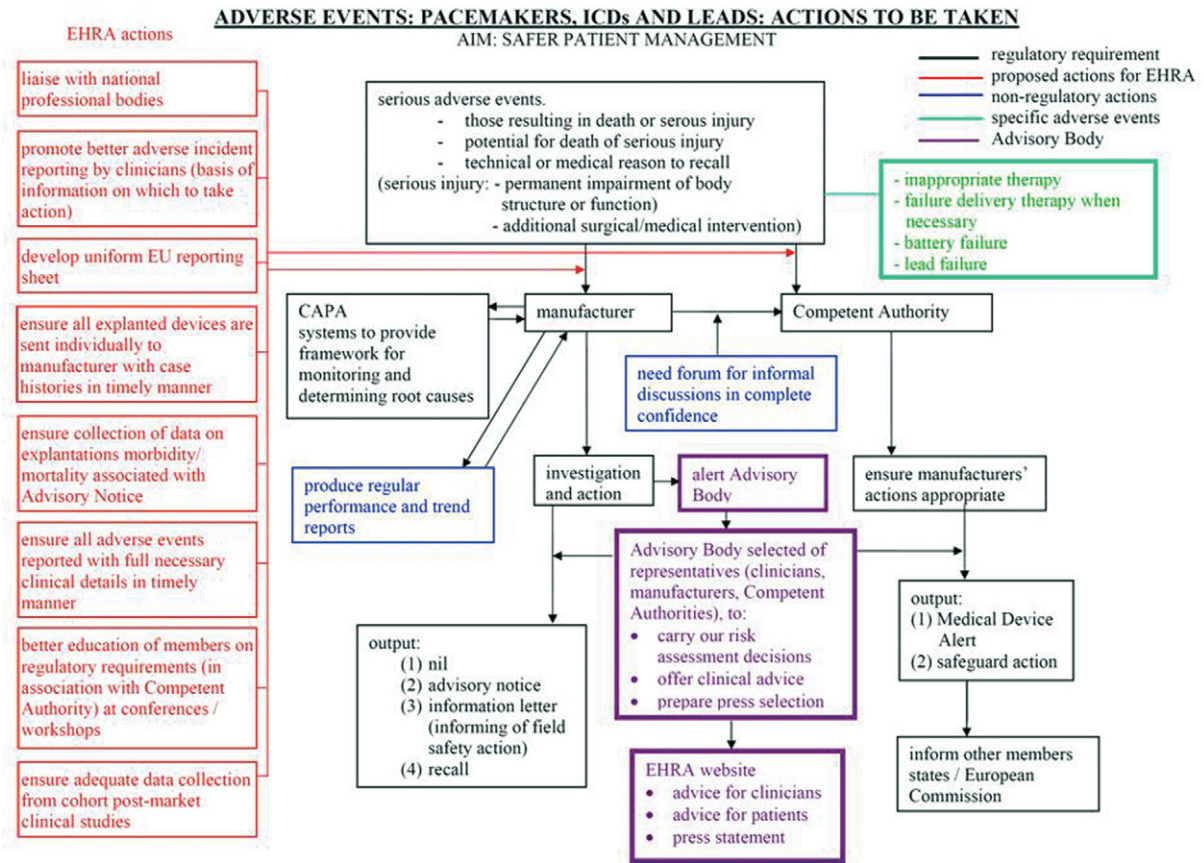 ADVERSE EVENTS: PACEMAKERS, ICDs AND LEADS: ACTIONS TO BE TAKEN
AIM: SAFER PATIENT MANAGEMENT
EHRA actions
liaise with national
professional bodies
promote better adverse incident
reporting by clinicians (basis of
information on which to take
action)
develop uniform EU reporting
sheet
ensure all explanted devices are
sent individually to
manufacturer with case
histories in timely manner
ensure collection of data on
explantations morbidity/
mortality associated with
Advisory Notice
ensure all adverse events
reported with full necessary
clinical details in timely
manner
better education of members on
regulatory requirements (in
association with Competent
Authority) at conferences /
workshops
ensure adequate data collection
from cohort post-market
clinical studies
regulatory requirement
proposed actions for EHRA
non-regulatory actions
specific adverse events
Advisory Body
serious adverse events.
- those resulting in death or serous injury
- potential for death of serious injury
- technical or medical reason to recall
(serious injury: - permanent impairment of body
structure or function)
- additional surgical/medical intervention)
- inappropriate therapy
- failure delivery therapy when
necessary
- battery failure
- lead failure
CAPA
systems to provide
framework for
monitoring and
determining root causes
manufacturer
Competent Authority
need forum for informal
discussions in complete
confidence
produce regular
performance and trend
reports
investigation
and action
alert Advisory
Body
ensure manufacturers'
actions appropriate
Advisory Body selected of
representatives (clinicians,
manufacturers, Competent
Authorities), to:
• carry our risk
assessment decisions
• offer clinical advice
• prepare press selection
output:
(1) nil
(2) advisory notice
(3) information letter
(informing of field
safety action)
(4) recall
output:
(1) Medical Device
Alert
(2) safeguard action
EHRA website
• advice for clinicians
• advice for patients
• press statement
inform other members
states / European
Commission